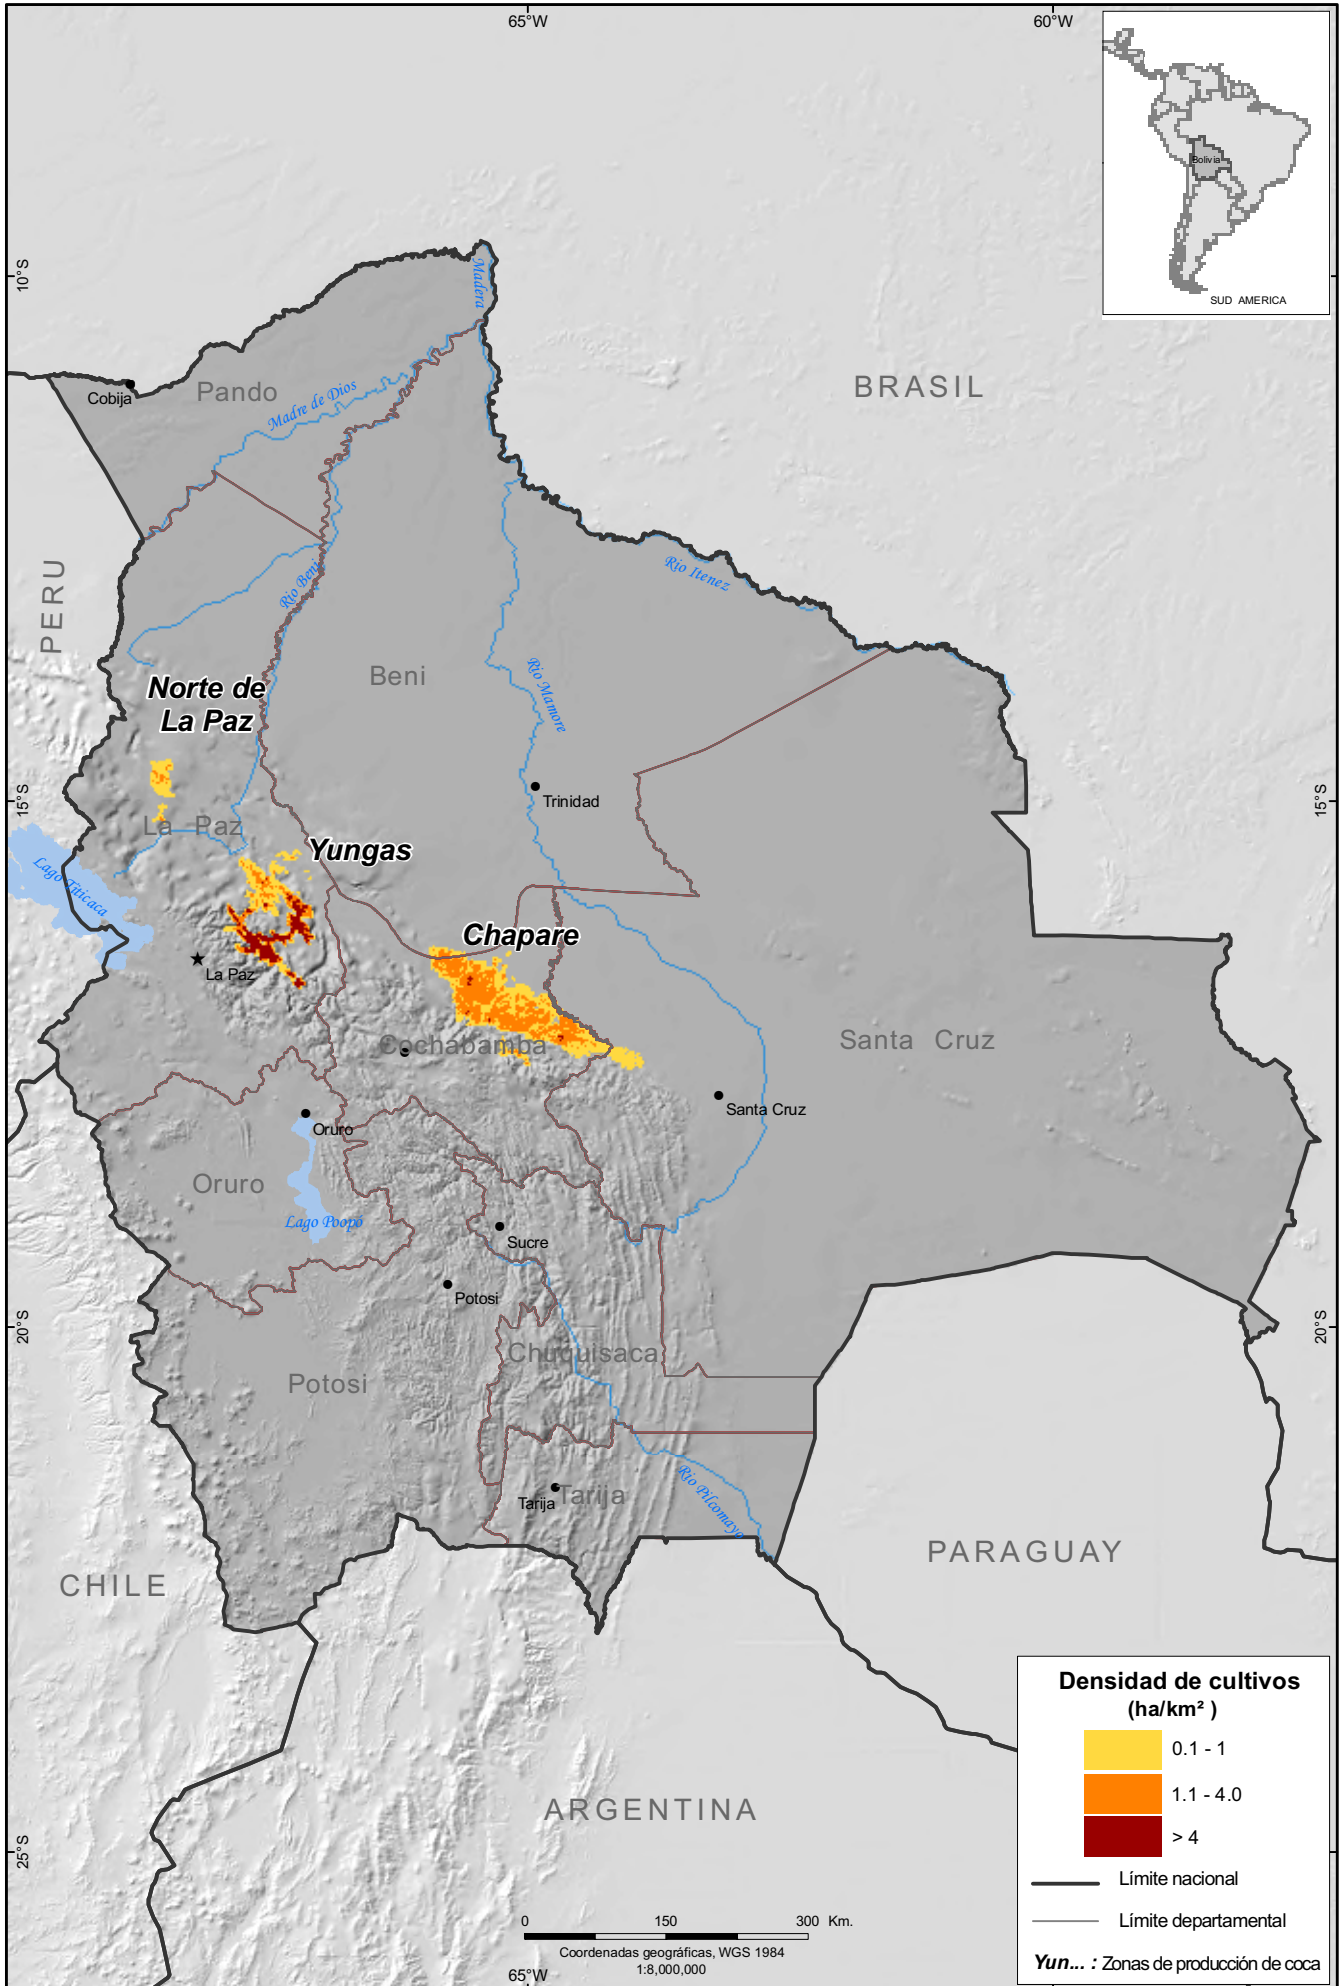 65°W
60°W
Bolivia
SUD AMERICA
10°S
10°S
Madera
BRASIL
Pando
Cobija
Madre de Dios
PERU
Rio Beni
Rio Itenez
Beni
Norte de
La Paz
Rio Mamore
Trinidad
15°S
15°S
La Paz
Yungas
Lago Titicaca
Chapare
La Paz
Cochabamba
Santa Cruz
Santa Cruz
Oruro
Oruro
Lago Poopó
Sucre
Potosi
20°S
20°S
Chuquisaca
Potosi
Tarija
Tarija
Rio Pilcomayo
PARAGUAY
CHILE
ARGENTINA
25°S
Densidad de cultivos
(ha/km² )
0.1 - 1
1.1 - 4.0
> 4
Límite nacional
Límite departamental
Yun... : Zonas de producción de coca
0 150 300 Km.
Coordenadas geográficas, WGS 1984
1:8,000,000
65°W